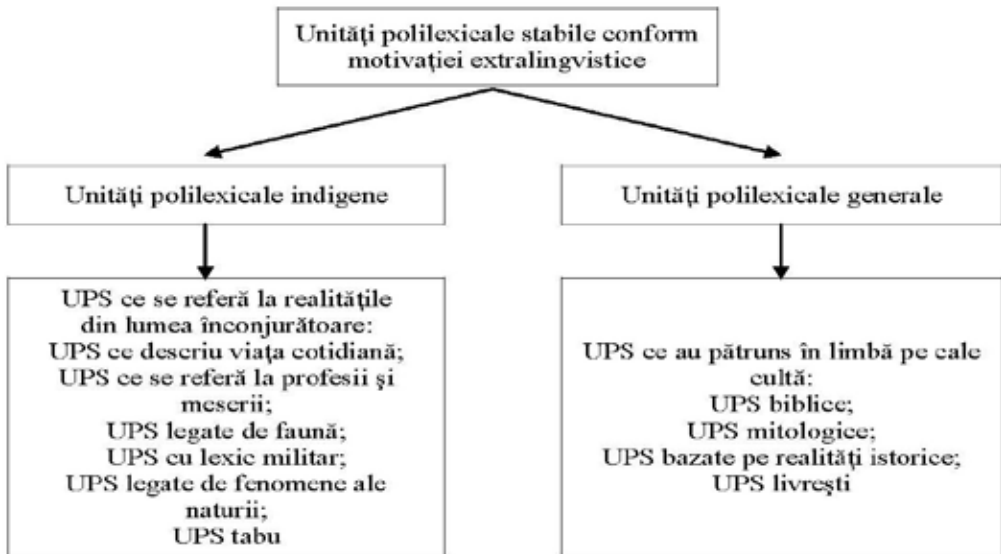 Unităţi polilexicale stabile conform
motivaţiei extralingvistice
Unităţi polilexicale indigene
Unităţi polilexicale generale
UPS ce se referă la realităţile
din lumea înconjurătoare:
UPS ce descriu viaţa cotidiană;
UPS ce se referă la profesii şi
meserii;
UPS legate de faună;
UPS cu lexic militar;
UPS legate de fenomene ale
naturii;
UPS tabu
UPS ce au pătruns în limbă pe cale
cultă:
UPS biblice;
UPS mitologice;
UPS bazate pe realităţi istorice;
UPS livreşti